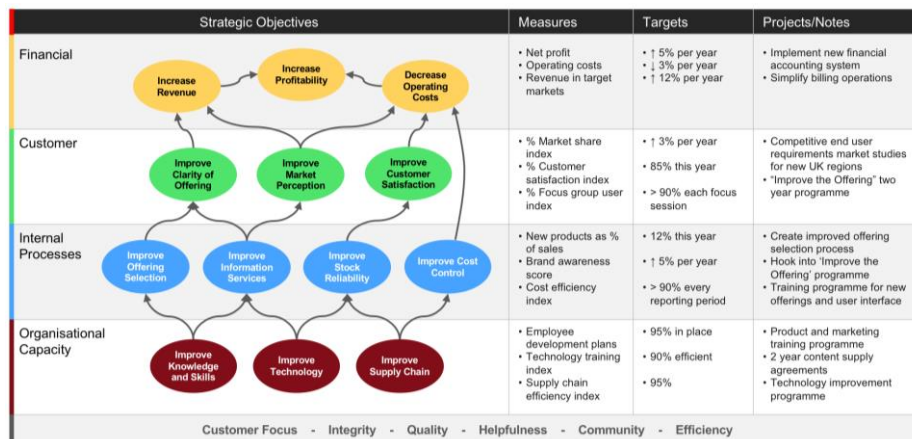 Strategic Objectives
Measures
Targets
Projects/Notes
Financial
Increase
Revenue
Increase
Profitability
Decrease
Operating
Costs
• Net profit
• Operating costs
• Revenue in target
markets
• ↑ 5% per year
• ↓ 3% per year
• ↑ 12% per year
• Implement new financial
accounting system
• Simplify billing operations
Customer
Improve
Clarity of
Offering
Improve
Market
Perception
Improve
Customer
Satisfaction
• % Market share
index
• % Customer
satisfaction index
• % Focus group user
index
• ↑ 3% per year
• 85% this year
• > 90% each focus
session
• Competitive end user
requirements market studies
for new UK regions
• “Improve the Offering” two
year programme
Internal
Processes
Improve
Offering
Selection
Improve
Information
Services
Improve
Stock
Reliability
Improve Cost
Control
• New products as %
of sales
• Brand awareness
score
• Cost efficiency
index
• 12% this year
• ↑ 5% per year
• > 90% every
reporting period
• Create improved offering
selection process
• Hook into ‘Improve the
Offering’ programme
• Training programme for new
offerings and user interface
Organisational
Capacity
Improve
Knowledge
and Skills
Improve
Technology
Improve
Supply Chain
• Employee
development plans
• Technology training
index
• Supply chain
efficiency index
• 95% in place
• 90% efficient
• 95%
• Product and marketing
training programme
• 2 year content supply
agreements
• Technology improvement
programme
Customer Focus - Integrity - Quality - Helpfulness - Community - Efficiency